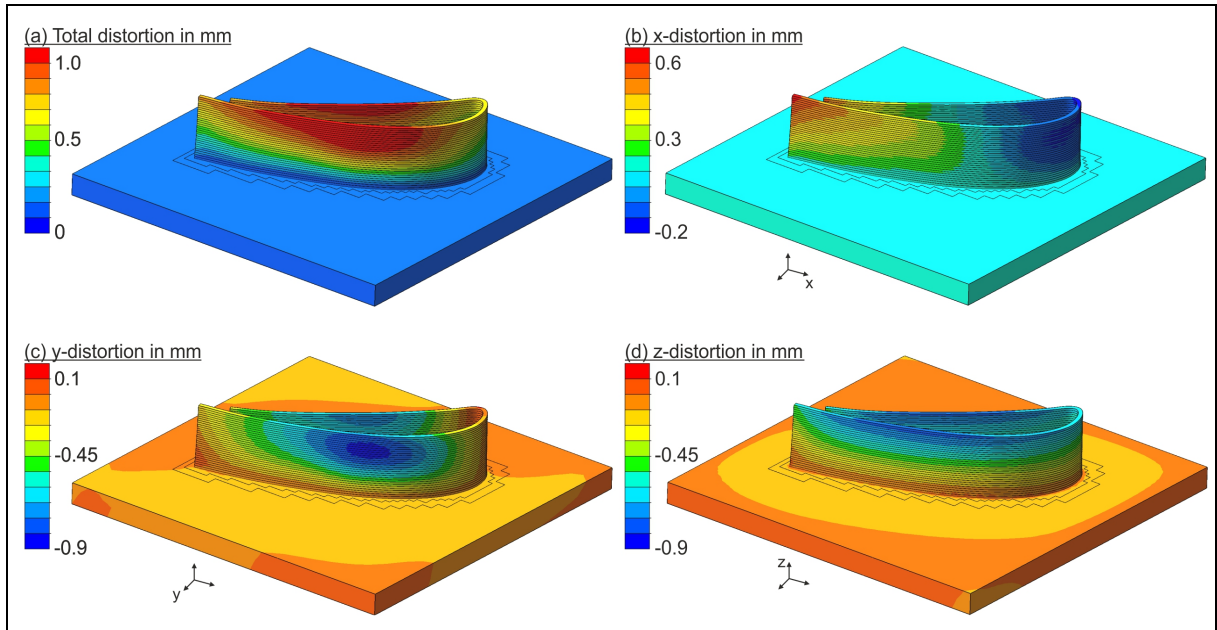 (a) Total distortion in mm
1.0
0.5
0
(b) x-distortion in mm
0.6
0.3
-0.2
x
(c) y-distortion in mm
0.1
-0.45
-0.9
y
(d) z-distortion in mm
0.1
-0.45
-0.9
z